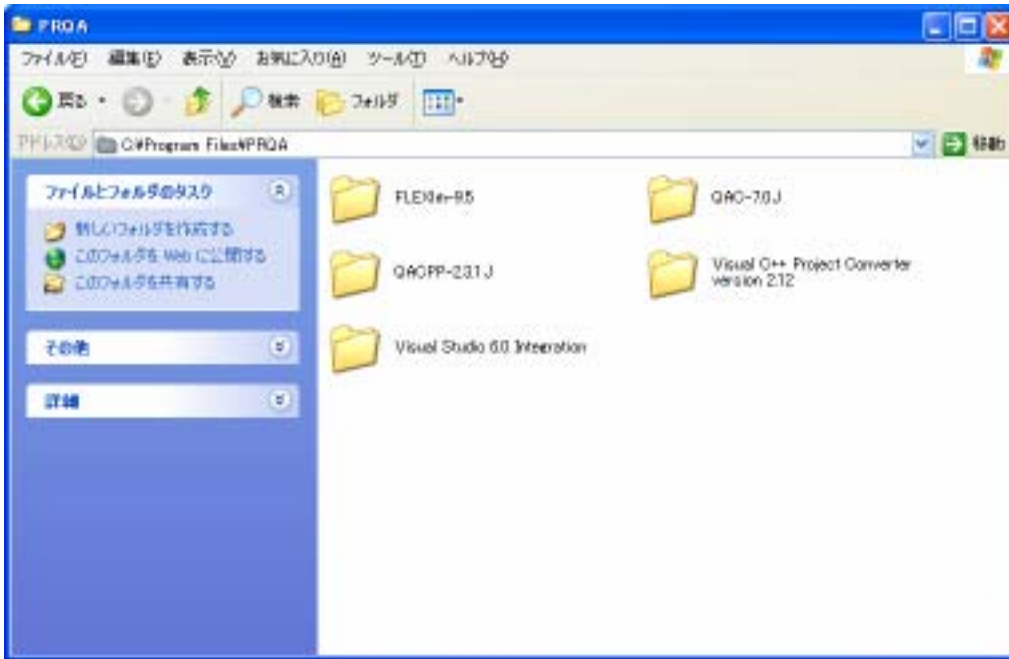 PRQA
ファイル(F) 編集(E) 表示(V) お気に入り(A) ツール(T) ヘルプ(H)
戻る 検索 フォルダ
アドレス(D) C:¥Program Files¥PRQA 移動
ファイルとフォルダのタスク
新しいフォルダを作成する
このフォルダを Web に公開する
このフォルダを共有する
その他
詳細
FLEXlm-9.5
QAC-7.0J
QACPP-2.3.1J
Visual C++ Project Converter
version 2.12
Visual Studio 6.0 Integration